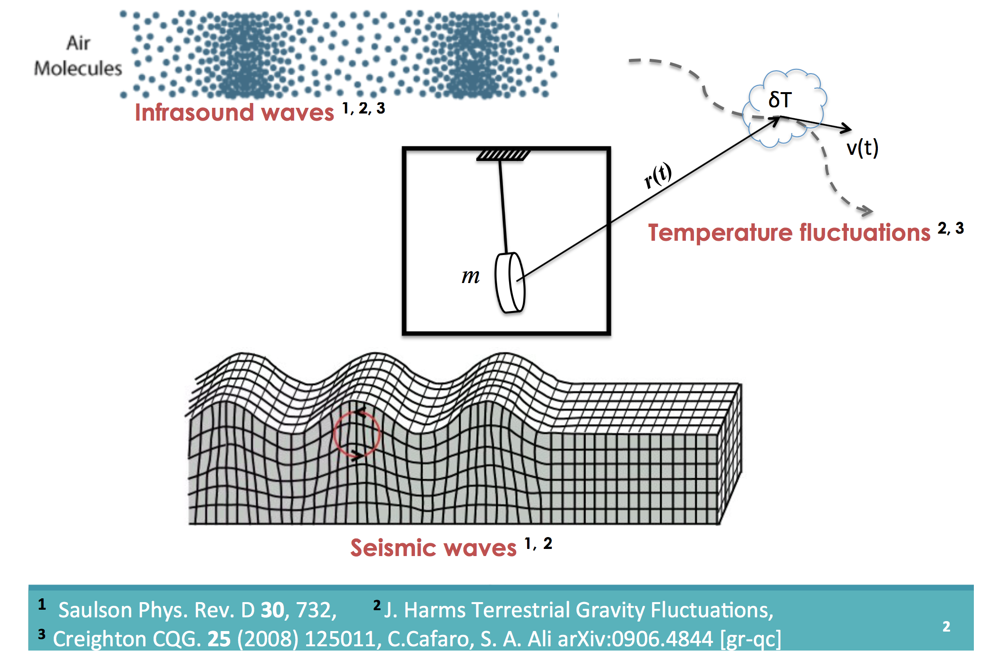 Air
Molecules
Infrasound waves 1, 2, 3
δT
v(t)
r(t)
Temperature fluctuations 2, 3
m
Seismic waves 1, 2
1 Saulson Phys. Rev. D 30, 732, 2 J. Harms Terrestrial Gravity Fluctuations,
3 Creighton CQG. 25 (2008) 125011, C.Cafaro, S. A. Ali arXiv:0906.4844 [gr-qc]
2